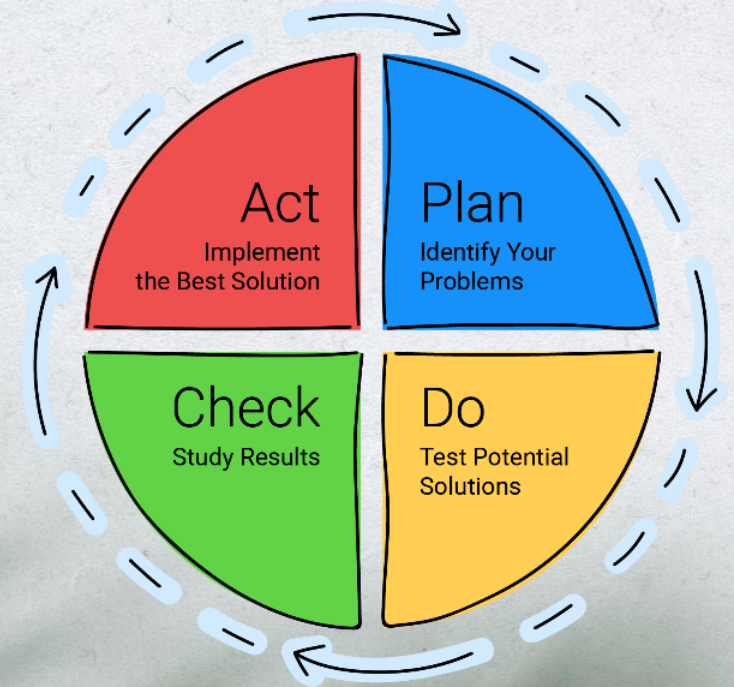 Act
Implement
the Best Solution
Plan
Identify Your
Problems
Check
Study Results
Do
Test Potential
Solutions